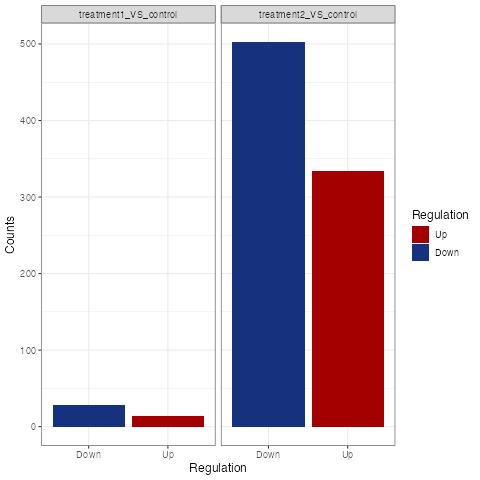 treatment1_VS_control
treatment2_VS_control
Counts
500
400
300
200
100
0
Down
Up
Down
Up
Regulation
Regulation
Up
Down